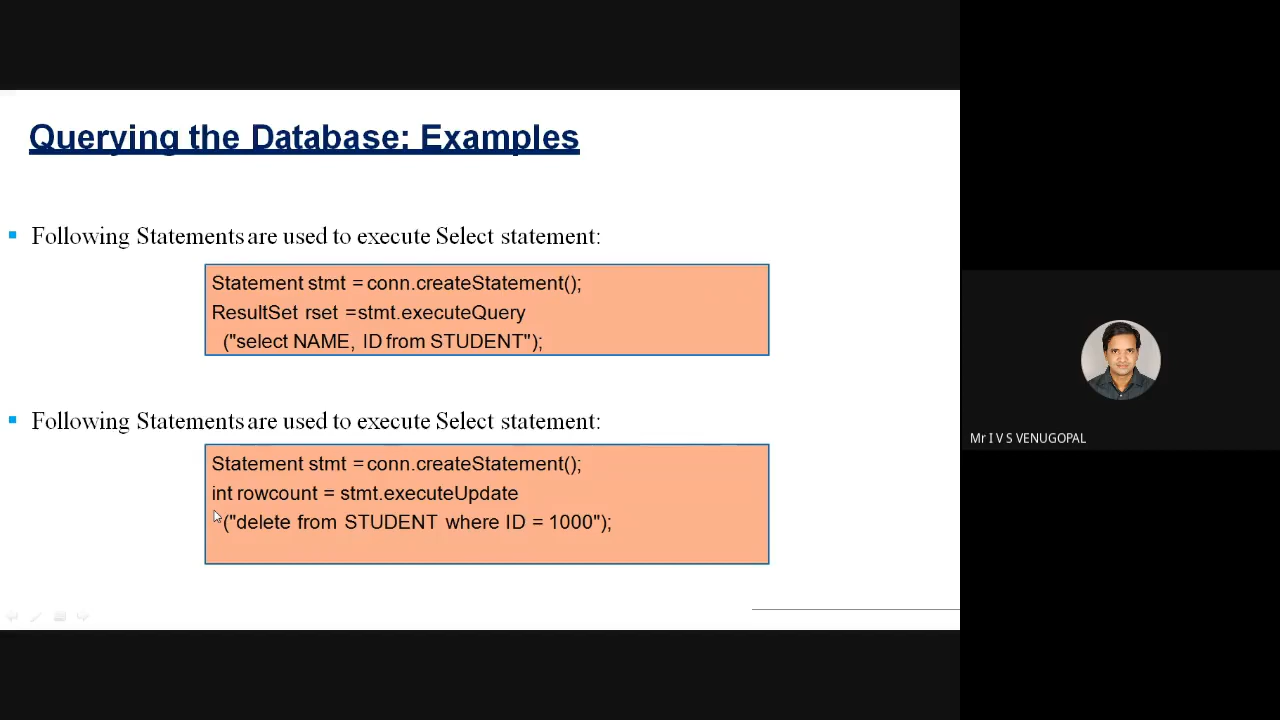 Querying the Database: Examples
Following Statements are used to execute Select statement:
Statement stmt = conn.createStatement();
ResultSet rset =stmt.executeQuery
("select NAME, ID from STUDENT");
Following Statements are used to execute Select statement:
Statement stmt = conn.createStatement();
int rowcount = stmt.executeUpdate
("delete from STUDENT where ID = 1000");
Mr I V S VENUGOPAL